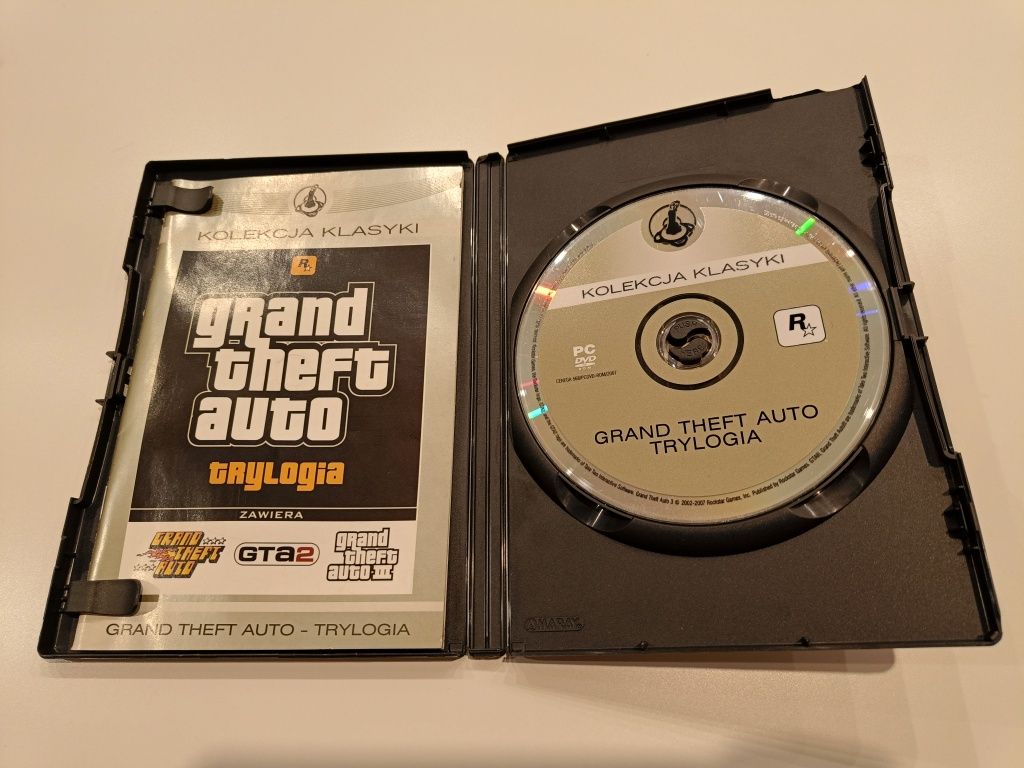 KOLEKCJA KLASYKI
R
grand
theft
auto
trylogia
ZAWIERA
GRAND
THEFT
AUTO
GTA2
grand
theft
auto III
GRAND THEFT AUTO - TRYLOGIA
KOLEKCJA KLASYKI
R
PC
DVD
GRAND THEFT AUTO
TRYLOGIA
AMARAY